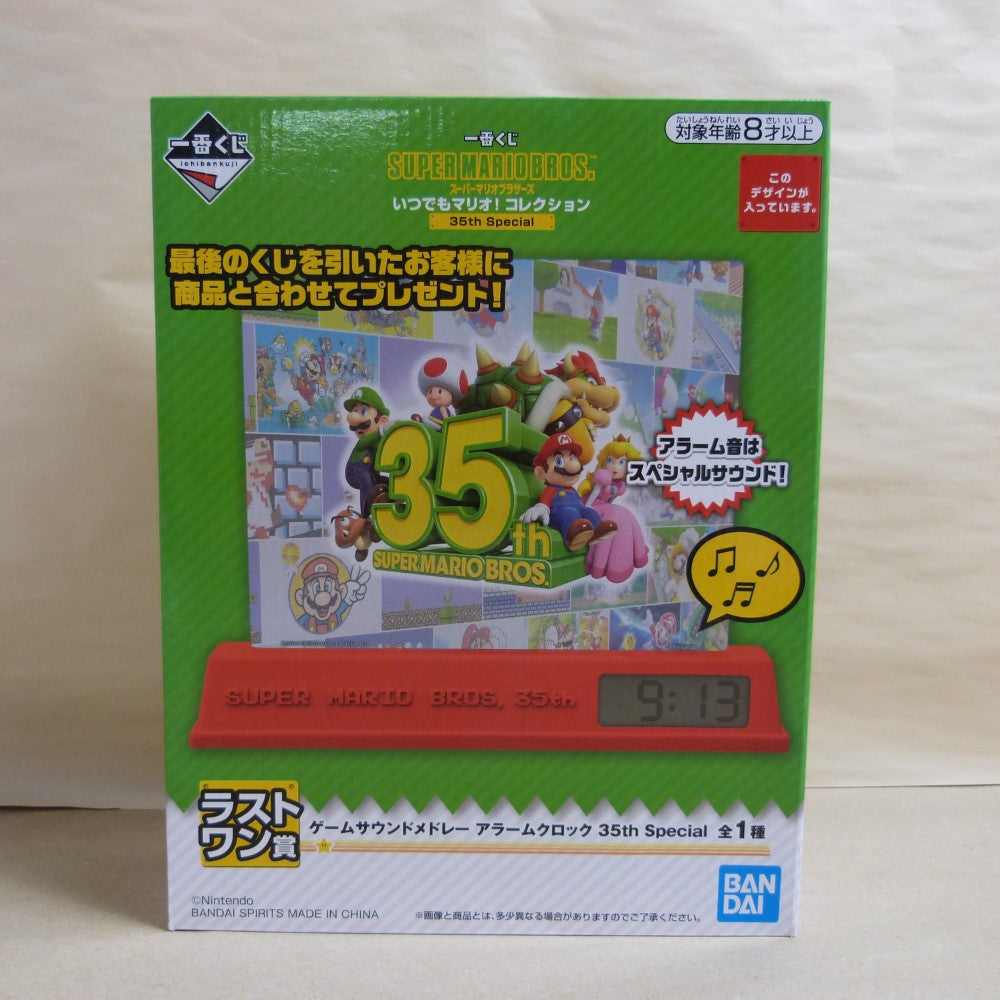 一番くじ
ichibankuji
一番くじ
SUPER MARIO BROS.™
スーパーマリオブラザーズ
いつでもマリオ！コレクション
35th Special
たいしょうねんれい さい い じょう
対象年齢8才以上
この
デザインが
入っています。
最後のくじを引いたお客様に
商品と合わせてプレゼント！
35th
SUPER MARIO BROS.
アラーム音は
スペシャルサウンド！
SUPER MARIO BROS. 35th
9:13
ラスト
ワン賞
ゲームサウンドメドレー アラームクロック 35th Special 全1種
©Nintendo
BANDAI SPIRITS MADE IN CHINA
※画像と商品とは、多少異なる場合がありますのでご了承ください。
BAN
DAI